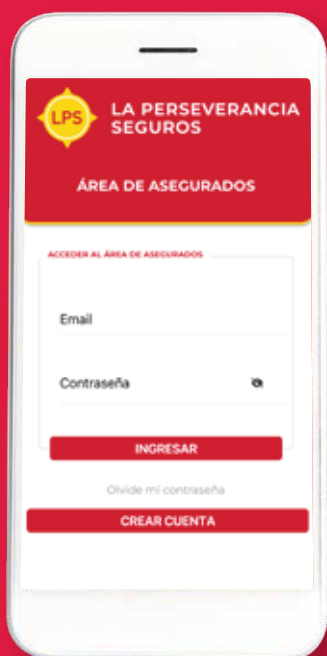 LPS
LA PERSEVERANCIA
SEGUROS
ÁREA DE ASEGURADOS
ACCEDER AL ÁREA DE ASEGURADOS
Email
Contraseña
INGRESAR
Olvide mi contraseña
CREAR CUENTA